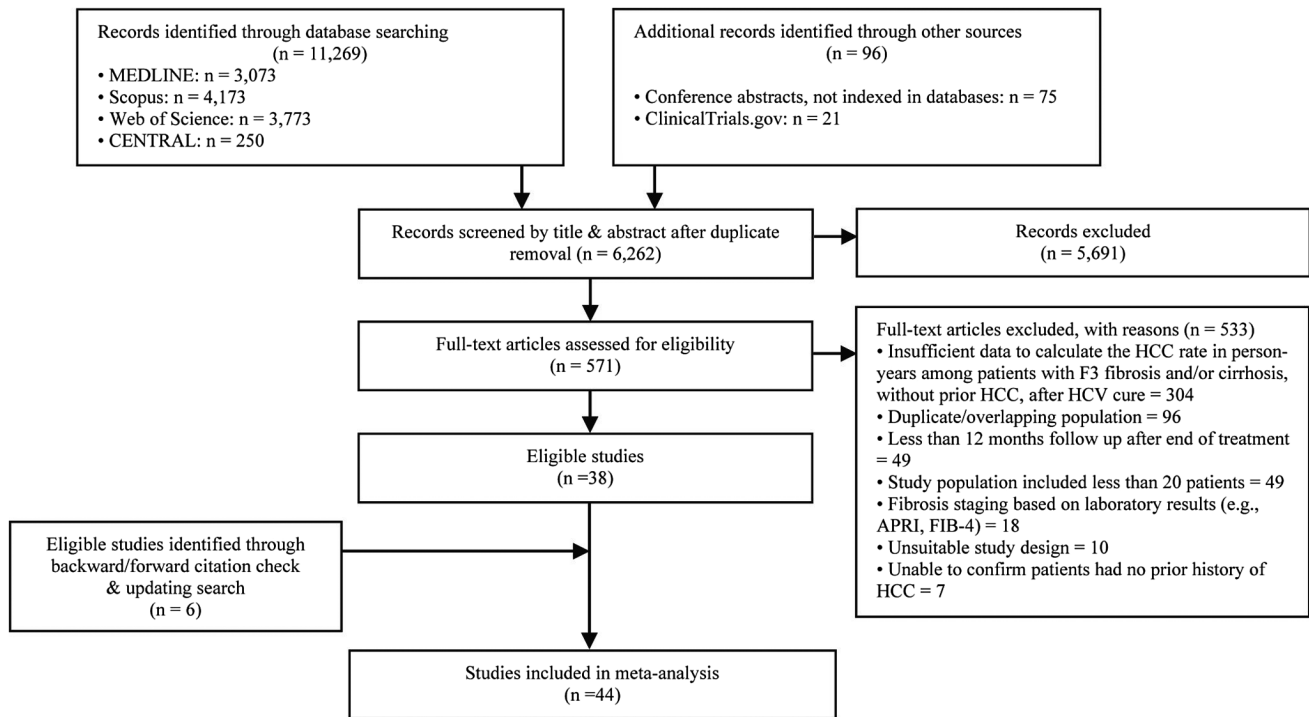 Records identified through database searching
(n = 11,269)
• MEDLINE: n = 3,073
• Scopus: n = 4,173
• Web of Science: n = 3,773
• CENTRAL: n = 250
Additional records identified through other sources
(n = 96)
• Conference abstracts, not indexed in databases: n = 75
• ClinicalTrials.gov: n = 21
Records screened by title & abstract after duplicate
removal (n = 6,262)
Records excluded
(n = 5,691)
Full-text articles assessed for eligibility
(n = 571)
Full-text articles excluded, with reasons (n = 533)
• Insufficient data to calculate the HCC rate in person-
years among patients with F3 fibrosis and/or cirrhosis,
without prior HCC, after HCV cure = 304
• Duplicate/overlapping population = 96
• Less than 12 months follow up after end of treatment
= 49
• Study population included less than 20 patients = 49
• Fibrosis staging based on laboratory results (e.g.,
APRI, FIB-4) = 18
• Unsuitable study design = 10
• Unable to confirm patients had no prior history of
HCC = 7
Eligible studies
(n =38)
Eligible studies identified through
backward/forward citation check
& updating search
(n = 6)
Studies included in meta-analysis
(n =44)